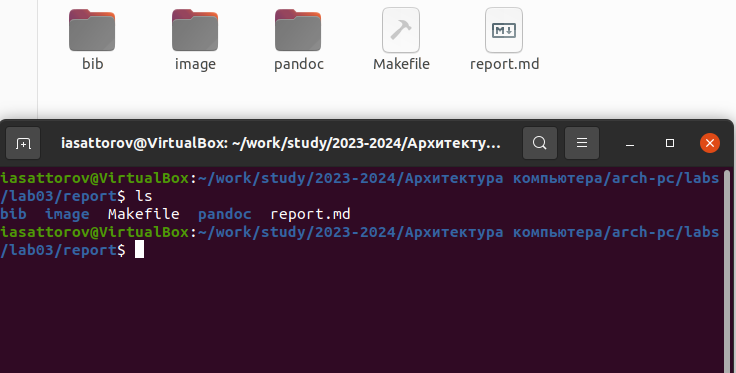 bib image pandoc Makefile report.md
M
iasattorov@VirtualBox: ~/work/study/2023-2024/Архитекту...
iasattorov@VirtualBox:~/work/study/2023-2024/Архитектура компьютера/arch-pc/labs
/lab03/report$ ls
bib image Makefile pandoc report.md
iasattorov@VirtualBox:~/work/study/2023-2024/Архитектура компьютера/arch-pc/labs
/lab03/report$